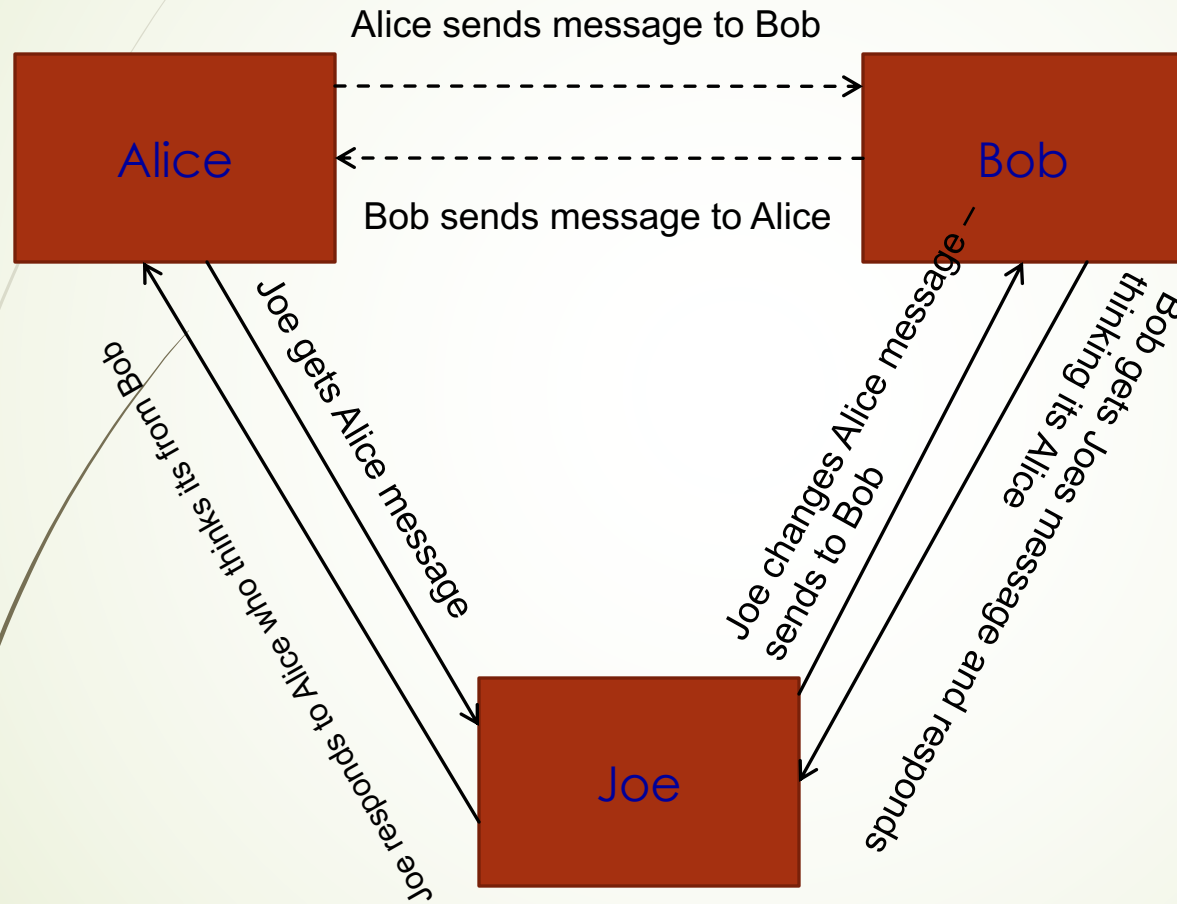 Alice sends message to Bob
Alice
Bob
Bob sends message to Alice
Joe gets Alice message
Joe responds to Alice who thinks its from Bob
Joe changes Alice message –
sends to Bob
Bob gets Joes message and responds
thinking its Alice
Joe